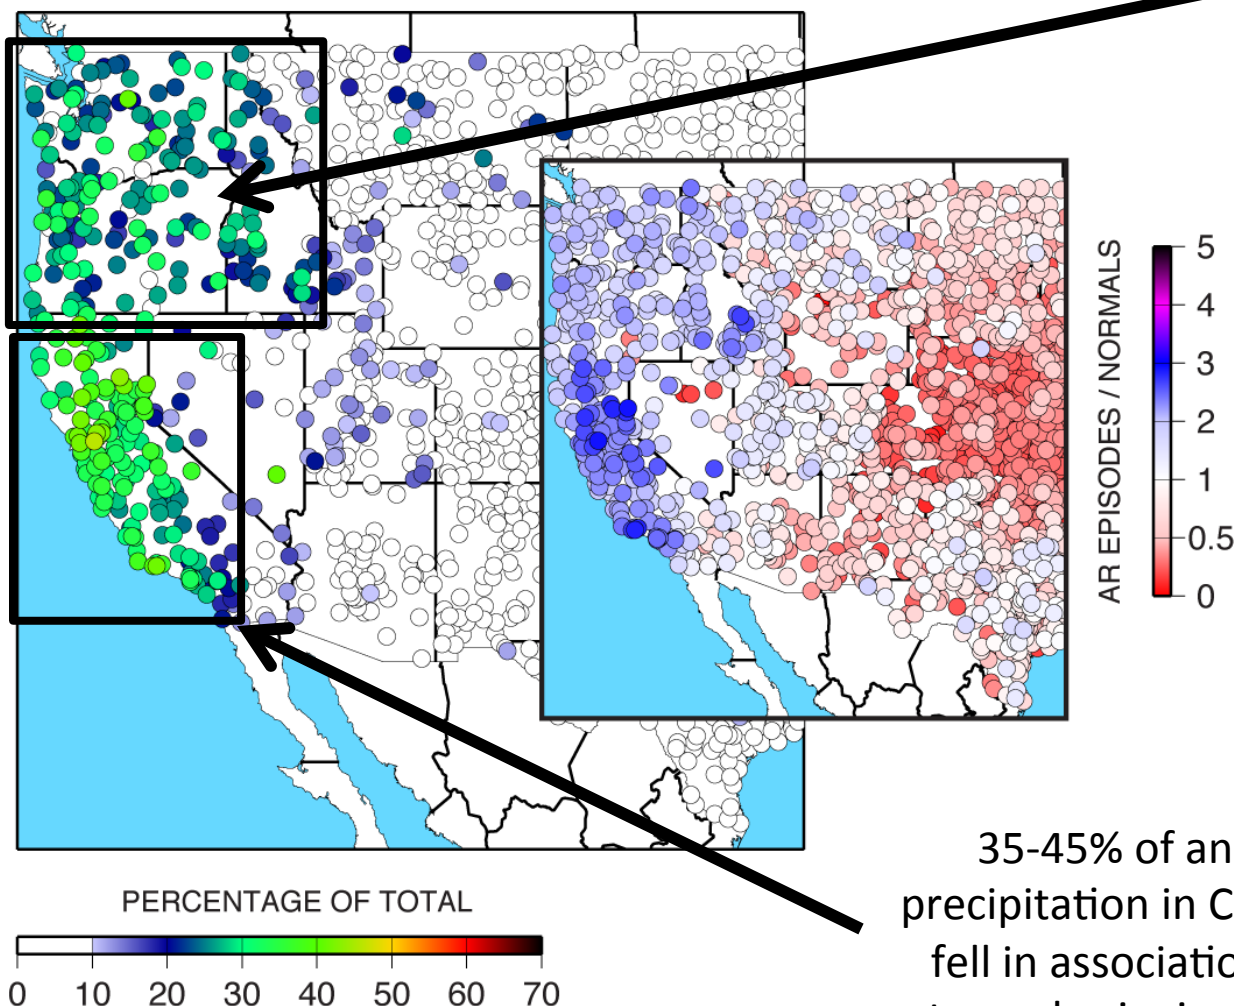 AR EPISODES / NORMALS
5
4
3
2
1
0.5
0
35-45% of an
precipitation in C
fell in associatio
PERCENTAGE OF TOTAL
0 10 20 30 40 50 60 70